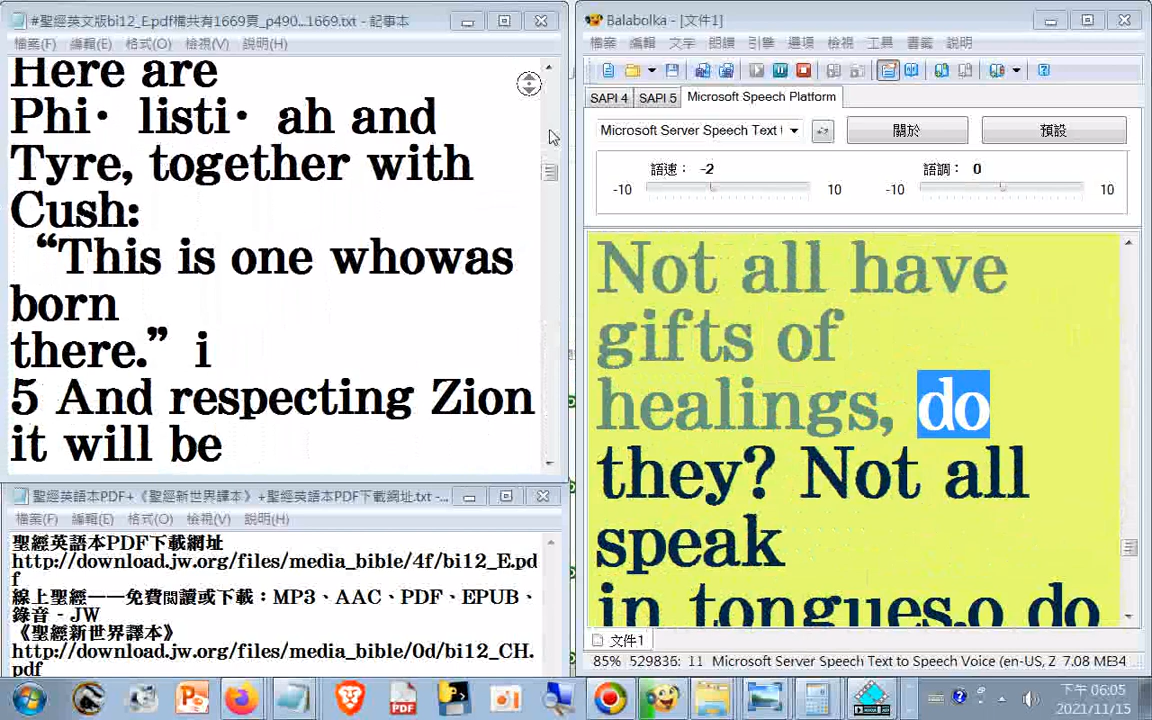 #聖經英文版bi12_E.pdf檔共有1669頁_p490...1669.txt - 記事本
檔案(F) 編輯(E) 格式(O) 檢視(V) 說明(H)
Here are
Phi· listi· ah and
Tyre, together with
Cush:
“This is one whowas
born
there.” i
5 And respecting Zion
it will be
聖經英語本PDF+《聖經新世界譯本》+聖經英語本PDF下載網址.txt - ...
檔案(F) 編輯(E) 格式(O) 檢視(V) 說明(H)
聖經英語本PDF下載網址
http://download.jw.org/files/media_bible/4f/bi12_E.pd
f
線上聖經——免費閱讀或下載：MP3、AAC、PDF、EPUB、
錄音 - JW
《聖經新世界譯本》
http://download.jw.org/files/media_bible/0d/bi12_CH.
pdf
Balabolka - [文件1]
檔案 編輯 文字 朗讀 引擎 選項 檢視 工具 書籤 說明
SAPI 4 SAPI 5 Microsoft Speech Platform
Microsoft Server Speech Text t 關於 預設
語速： -2 語調： 0
-10 10 -10 10
Not all have
gifts of
healings, do
they? Not all
speak
in tongues,o do
文件1
85% 529836: 11 Microsoft Server Speech Text to Speech Voice (en-US, Z 7.08 ME34
下午 06:05
2021/11/15